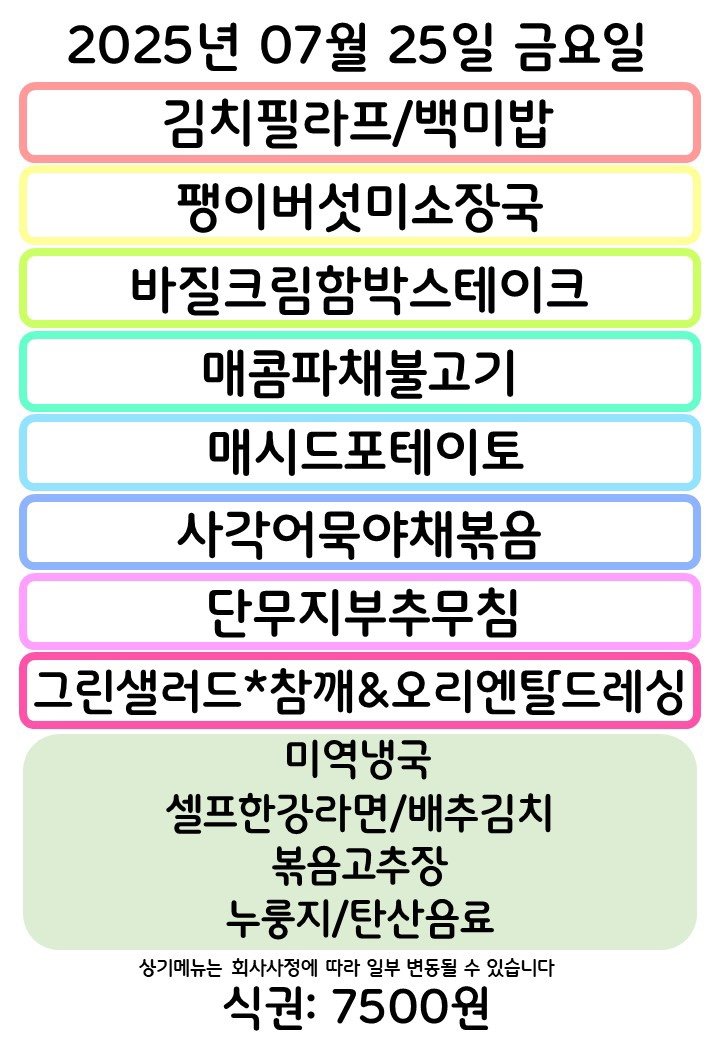 2025년 07월 25일 금요일
김치필라프/백미밥
팽이버섯미소장국
바질크림함박스테이크
매콤파채불고기
매시드포테이토
사각어묵야채볶음
단무지부추무침
그린샐러드*참깨&오리엔탈드레싱
미역냉국
셀프한강라면/배추김치
볶음고추장
누룽지/탄산음료
상기메뉴는 회사사정에 따라 일부 변동될 수 있습니다
식권: 7500원